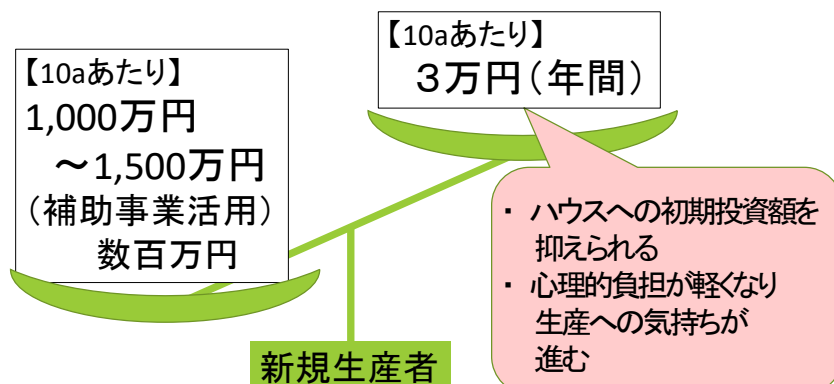 【10aあたり】
1,000万円
～1,500万円
（補助事業活用）
数百万円
【10aあたり】
３万円（年間）
・ ハウスへの初期投資額を
抑えられる
・ 心理的負担が軽くなり
生産への気持ちが
進む
新規生産者